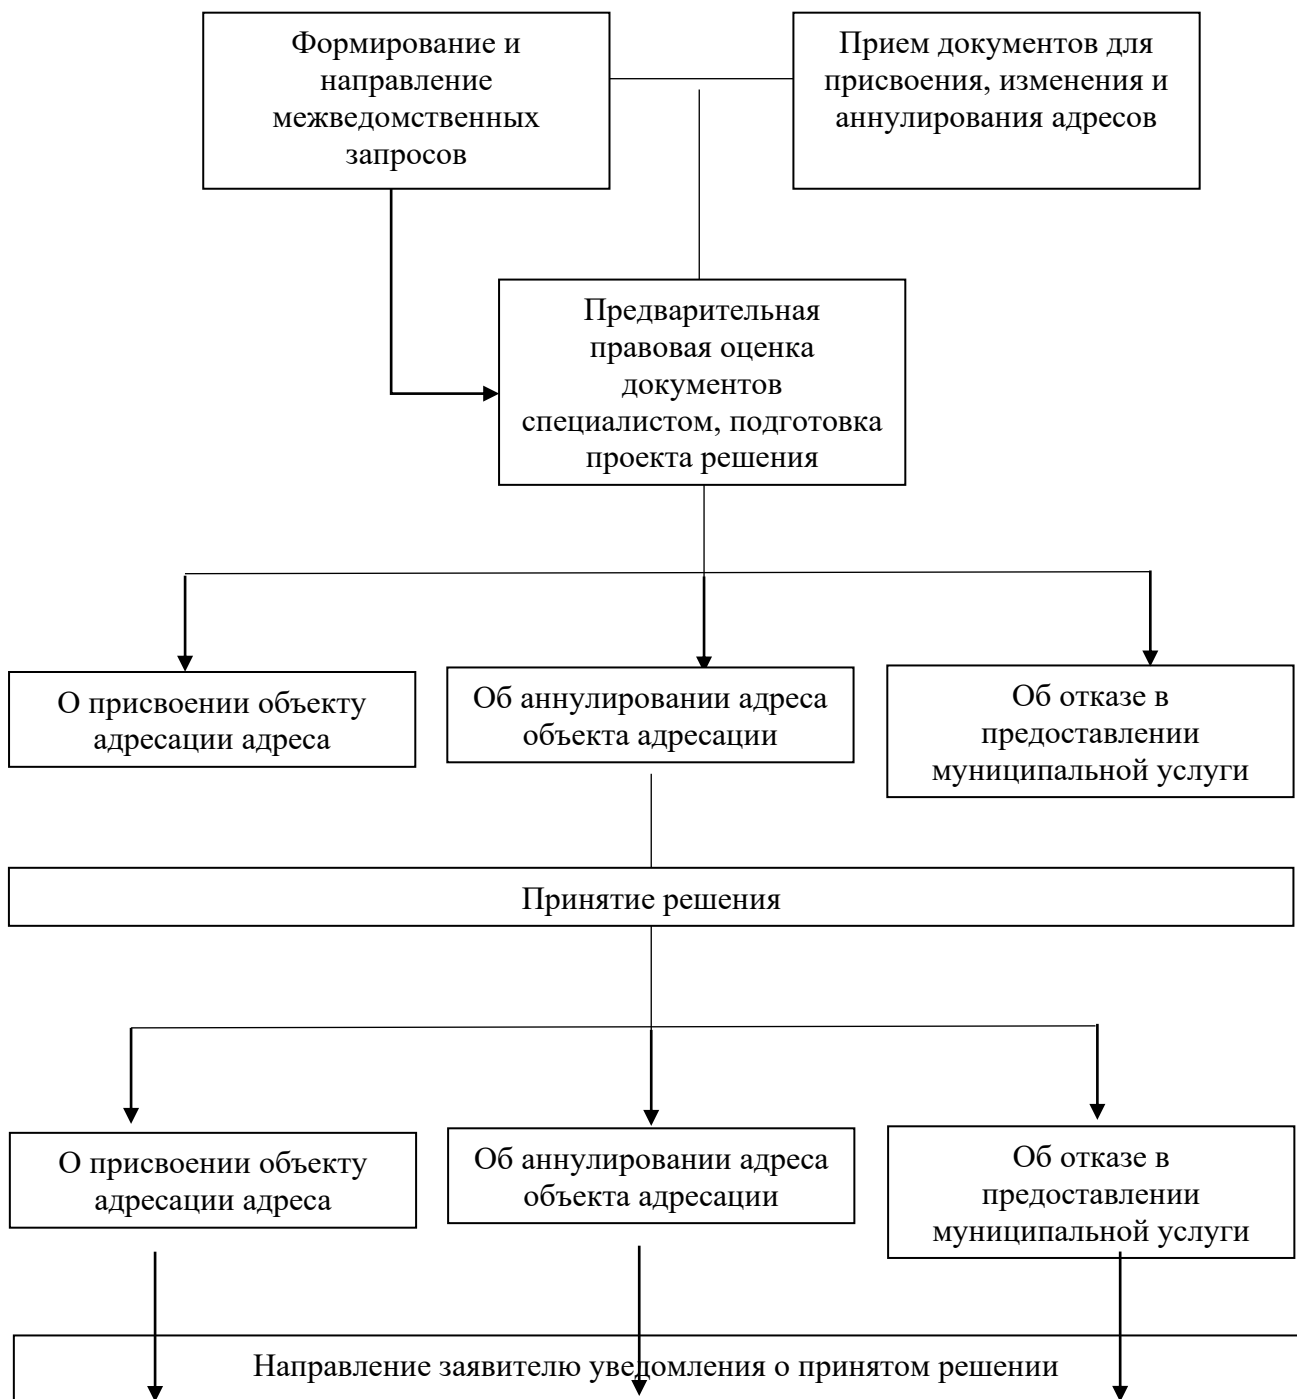 Формирование и
направление
межведомственных
запросов
Прием документов для
присвоения, изменения и
аннулирования адресов
Предварительная
правовая оценка
документов
специалистом, подготовка
проекта решения
О присвоении объекту
адресации адреса
Об аннулировании адреса
объекта адресации
Об отказе в
предоставлении
муниципальной услуги
Принятие решения
О присвоении объекту
адресации адреса
Об аннулировании адреса
объекта адресации
Об отказе в
предоставлении
муниципальной услуги
Направление заявителю уведомления о принятом решении